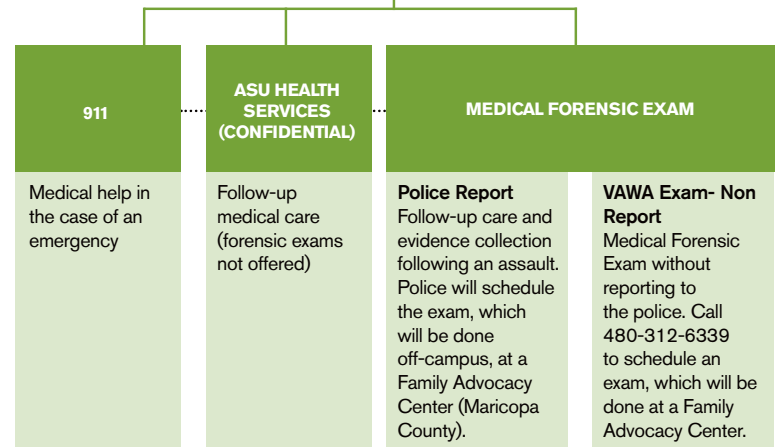 911
ASU HEALTH
SERVICES
(CONFIDENTIAL)
MEDICAL FORENSIC EXAM
Medical help in
the case of an
emergency
Follow-up
medical care
(forensic exams
not offered)
Police Report
Follow-up care and
evidence collection
following an assault.
Police will schedule
the exam, which
will be done
off-campus, at a
Family Advocacy
Center (Maricopa
County).
VAWA Exam- Non
Report
Medical Forensic
Exam without
reporting to
the police. Call
480-312-6339
to schedule an
exam, which will be
done at a Family
Advocacy Center.